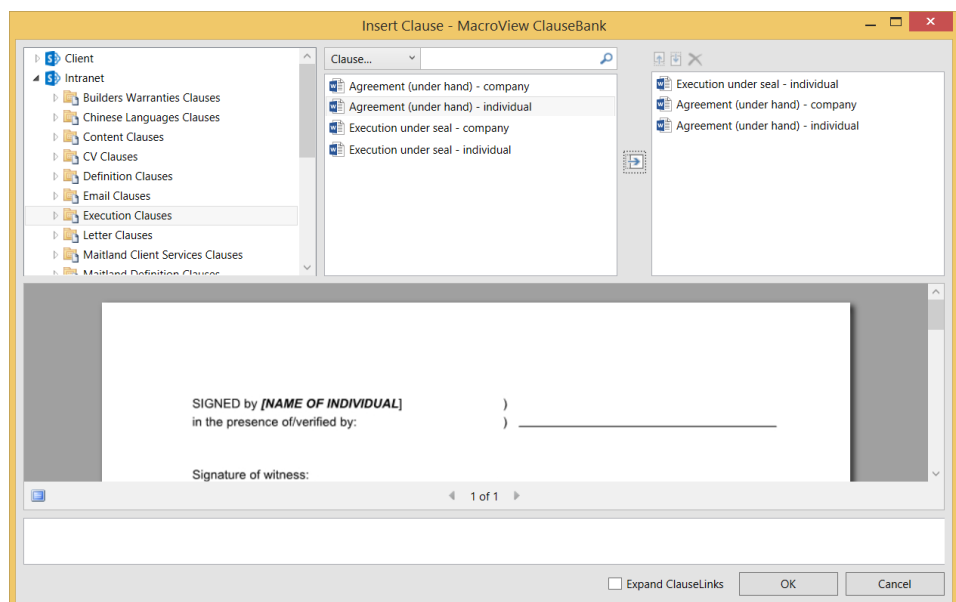 Insert Clause - MacroView ClauseBank
Client
Intranet
Builders Warranties Clauses
Chinese Languages Clauses
Content Clauses
CV Clauses
Definition Clauses
Email Clauses
Execution Clauses
Letter Clauses
Maitland Client Services Clauses
Maitland Definition Clauses
Clause...
Agreement (under hand) - company
Agreement (under hand) - individual
Execution under seal - company
Execution under seal - individual
Execution under seal - individual
Agreement (under hand) - company
Agreement (under hand) - individual
SIGNED by [NAME OF INDIVIDUAL] )
in the presence of/verified by: )
Signature of witness:
1 of 1
Expand ClauseLinks
OK
Cancel